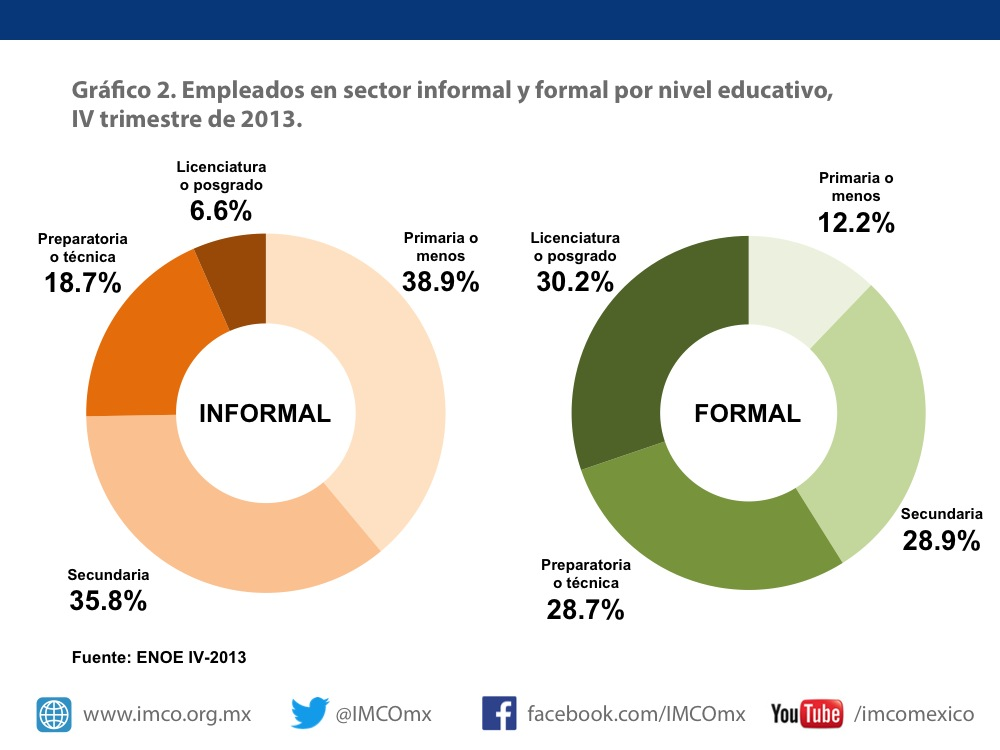 Gráfico 2. Empleados en sector informal y formal por nivel educativo,
IV trimestre de 2013.
Licenciatura
o posgrado
6.6%
Preparatoria
o técnica
18.7%
Primaria o
menos
38.9%
INFORMAL
Secundaria
35.8%
Primaria o
menos
12.2%
Licenciatura
o posgrado
30.2%
FORMAL
Secundaria
28.9%
Preparatoria
o técnica
28.7%
Fuente: ENOE IV-2013
www.imco.org.mx
@IMCOmx
facebook.com/IMCOmx
YouTube /imcomexico